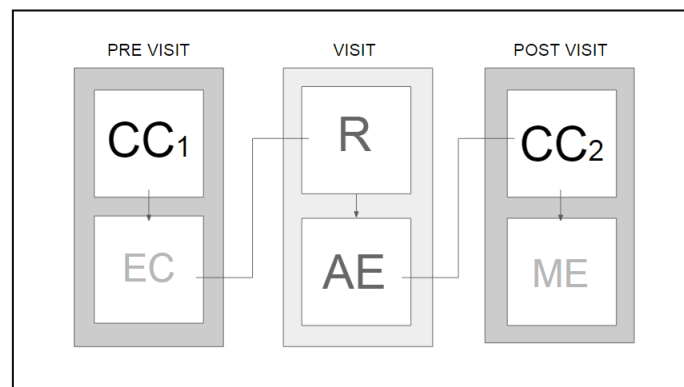 PRE VISIT
VISIT
POST VISIT
CC1
R
CC2
EC
AE
ME